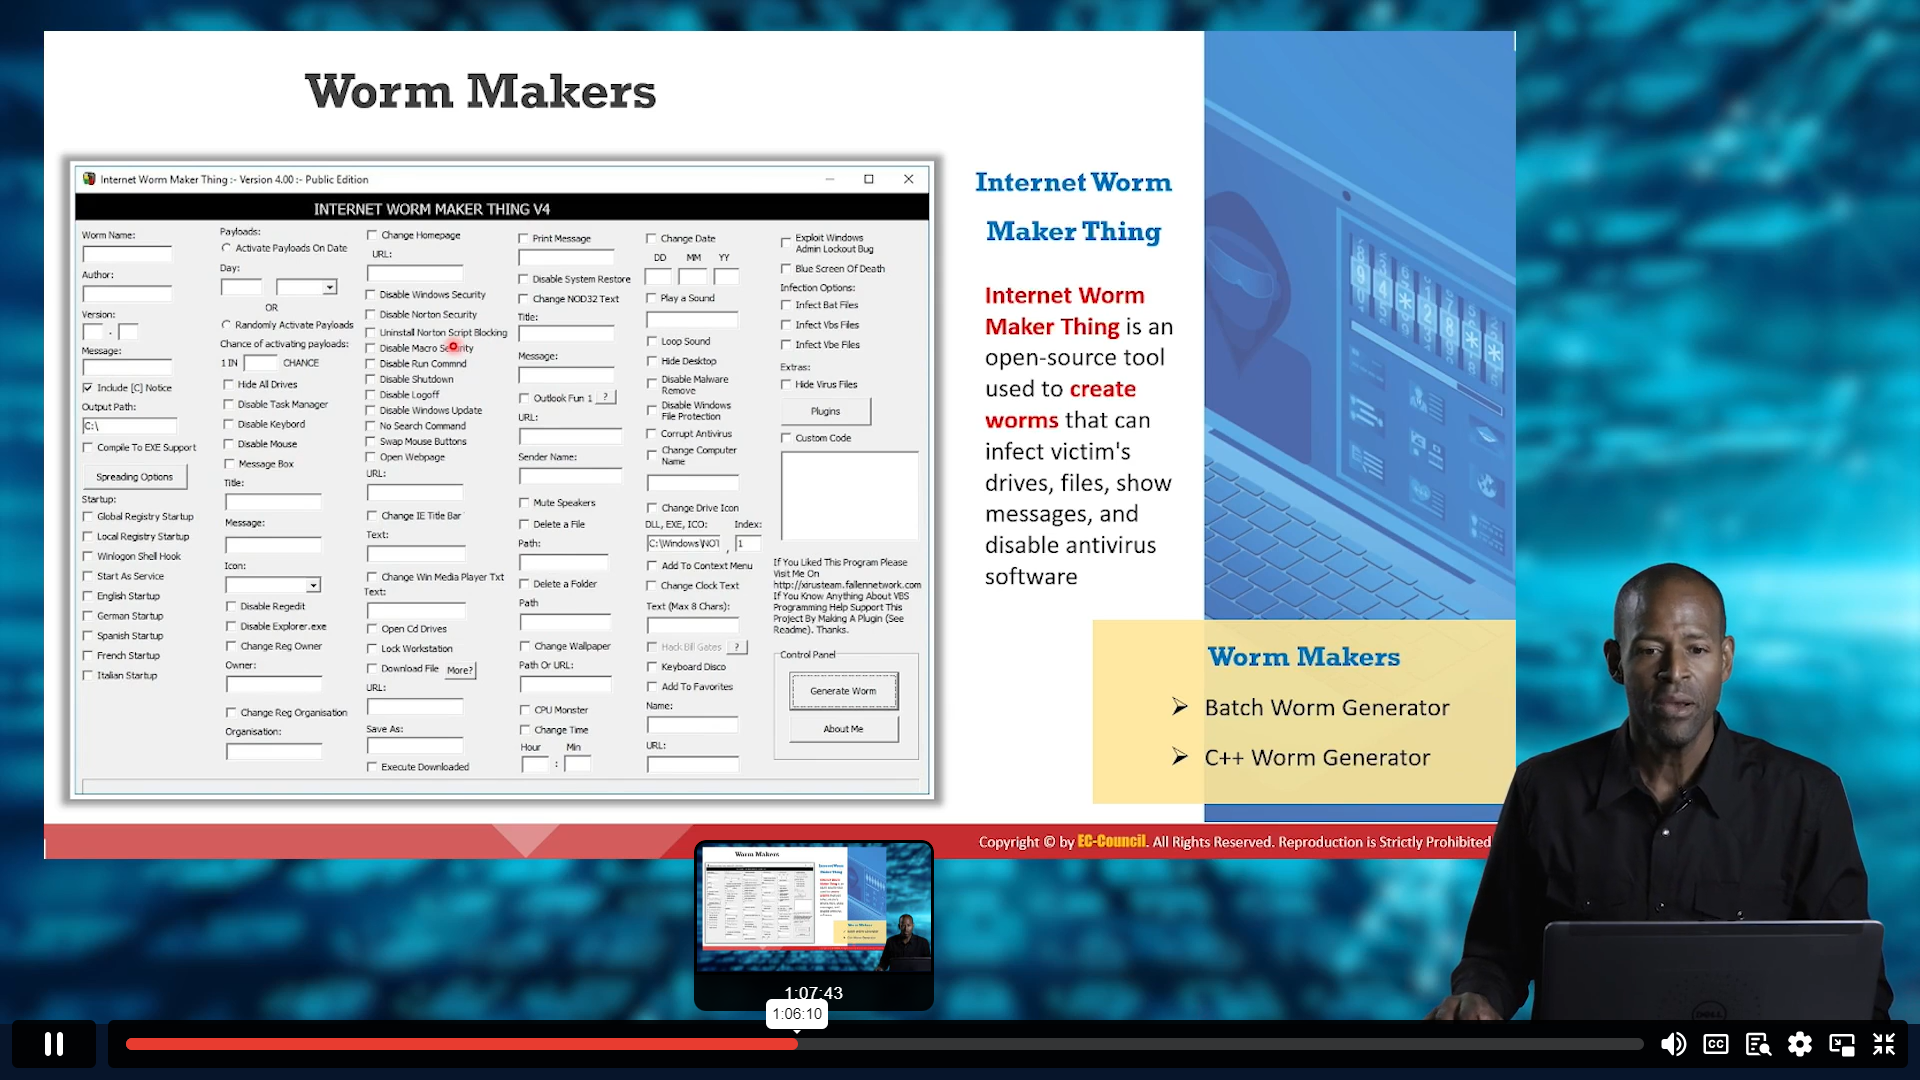 Worm Makers
Internet Worm Maker Thing :- Version 4.00 :- Public Edition
INTERNET WORM MAKER THING V4
Worm Name:
Author:
Version:
.
Message:
Include [C] Notice
Output Path:
C:\
Compile To EXE Support
Spreading Options
Startup:
Global Registry Startup
Local Registry Startup
Winlogon Shell Hook
Start As Service
English Startup
German Startup
Spanish Startup
French Startup
Italian Startup
Payloads:
Activate Payloads On Date
Day:
OR
Randomly Activate Payloads
Chance of activating payloads:
1 IN CHANCE
Hide All Drives
Disable Task Manager
Disable Keybord
Disable Mouse
Message Box
Title:
Message:
Icon:
Disable Regedit
Disable Explorer.exe
Change Reg Owner
Owner:
Change Reg Organisation
Organisation:
Change Homepage
URL:
Disable Windows Security
Disable Norton Security
Uninstall Norton Script Blocking
Disable Macro Security
Disable Run Commnd
Disable Shutdown
Disable Logoff
Disable Windows Update
No Search Command
Swap Mouse Buttons
Open Webpage
URL:
Change IE Title Bar
Text:
Change Win Media Player Txt
Text:
Open Cd Drives
Lock Workstation
Download File More?
URL:
Save As:
Execute Downloaded
Print Message
Disable System Restore
Change NOD32 Text
Title:
Message:
Outlook Fun 1 ?
URL:
Sender Name:
Mute Speakers
Delete a File
Path:
Delete a Folder
Path
Change Wallpaper
Path Or URL:
CPU Monster
Change Time
Hour Min
:
Change Date
DD MM YY
Play a Sound
Loop Sound
Hide Desktop
Disable Malware
Remove
Disable Windows
File Protection
Corrupt Antivirus
Change Computer
Name
Change Drive Icon
DLL, EXE, ICO: Index:
C:\Windows\NOT , 1
Add To Context Menu
Change Clock Text
Text (Max 8 Chars):
Hack Bill Gates ?
Keyboard Disco
Add To Favorites
Name:
URL:
Exploit Windows
Admin Lockout Bug
Blue Screen Of Death
Infection Options:
Infect Bat Files
Infect Vbs Files
Infect Vbe Files
Extras:
Hide Virus Files
Plugins
Custom Code
If You Liked This Program Please
Visit Me On
http://xirusteam.fallennetwork.com
If You Know Anything About VBS
Programming Help Support This
Project By Making A Plugin (See
Readme). Thanks.
Control Panel
Generate Worm
About Me
Internet Worm
Maker Thing
Internet Worm
Maker Thing is an
open-source tool
used to create
worms that can
infect victim's
drives, files, show
messages, and
disable antivirus
software
Worm Makers
Batch Worm Generator
C++ Worm Generator
Copyright © by EC-Council. All Rights Reserved. Reproduction is Strictly Prohibited
Worm Makers
1:07:43
1:06:10
CC
DELL